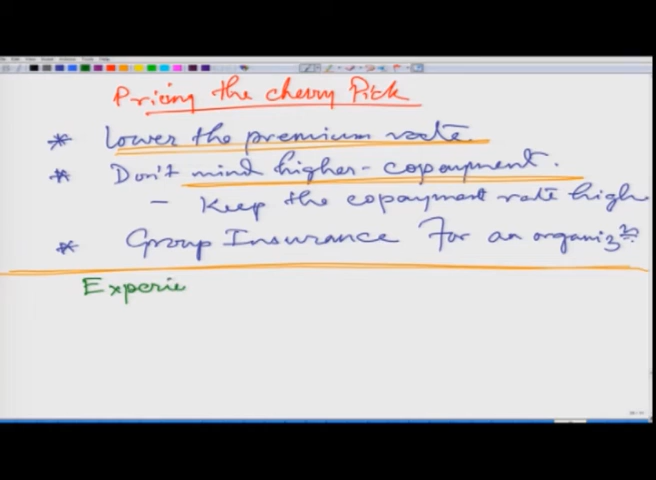 Pricing the cherry Pick
* Lower the premium rate.
* Don't mind higher-copayment.
- Keep the copayment rate high
* Group Insurance For an organiz
Experie